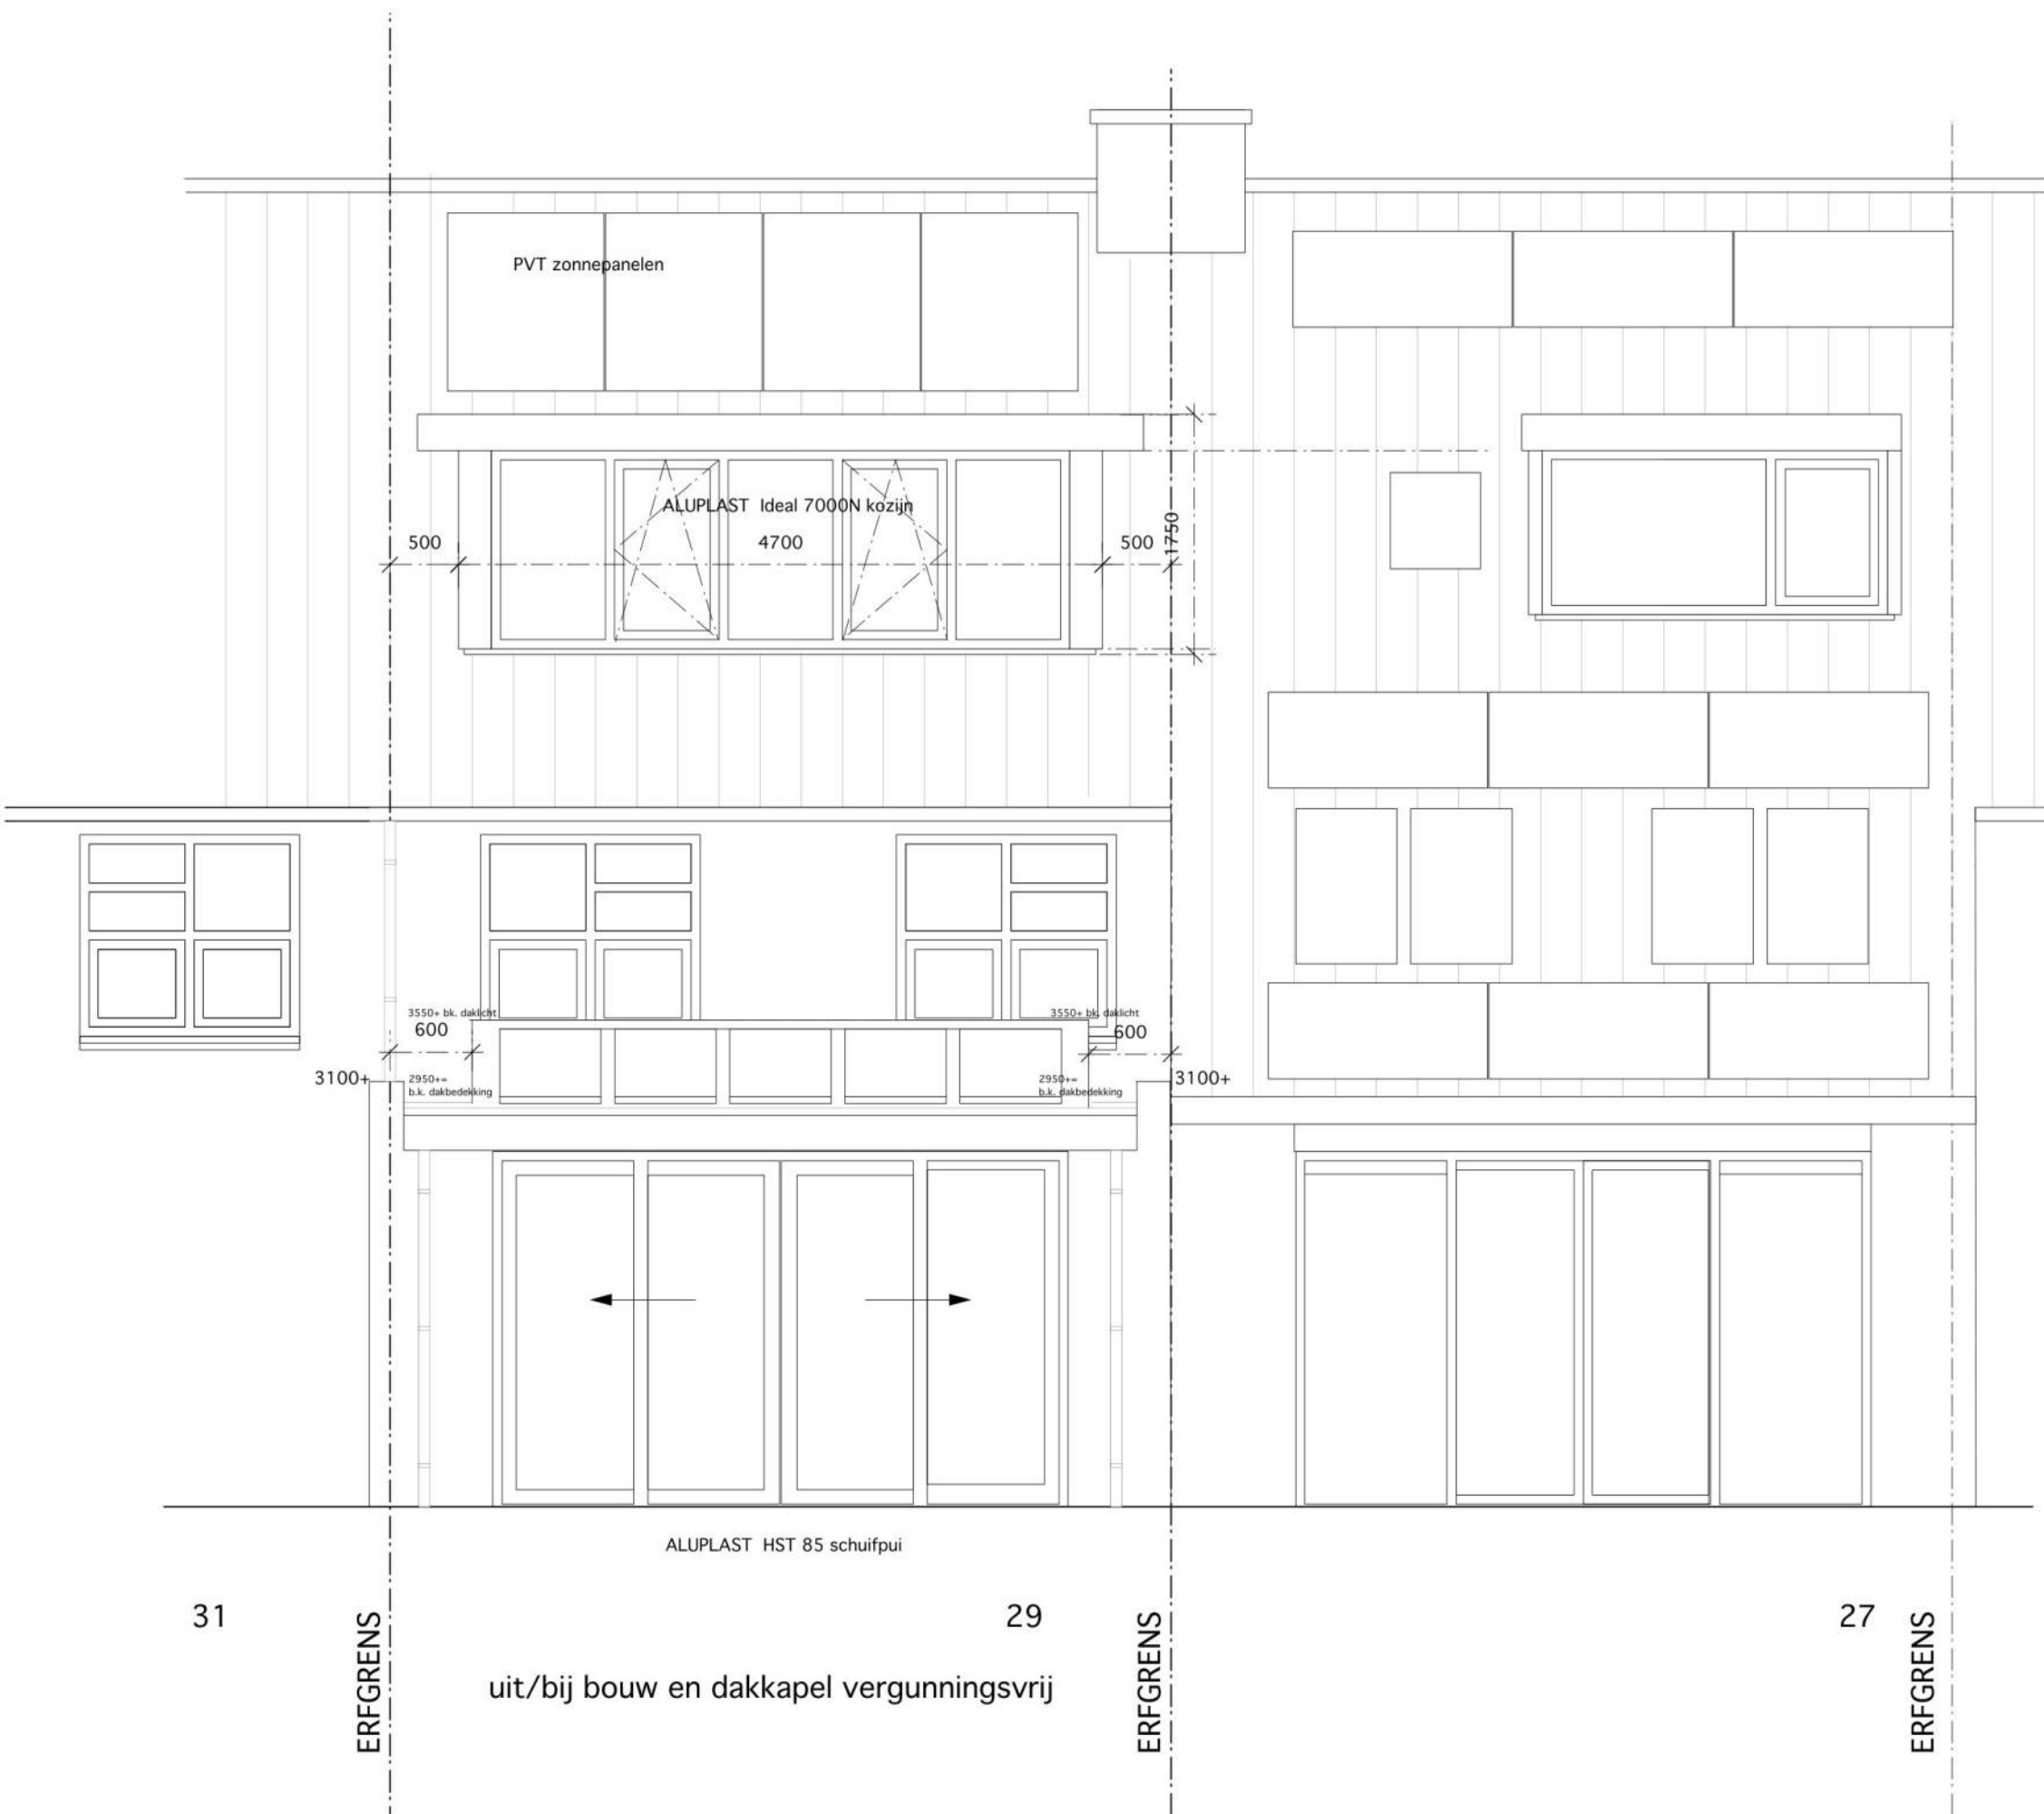 PVT zonnepanelen
ALUPLAST Ideal 7000N kozijn
500
4700
500
1750
3550+ bk. daklicht
600
3550+ bk. daklicht
600
3100+
2950+=
b.k. dakbedekking
2950+=
b.k. dakbedekking
3100+
ALUPLAST HST 85 schuifpui
31
29
27
ERFGRENS
ERFGRENS
ERFGRENS
uit/bij bouw en dakkapel vergunningsvrij